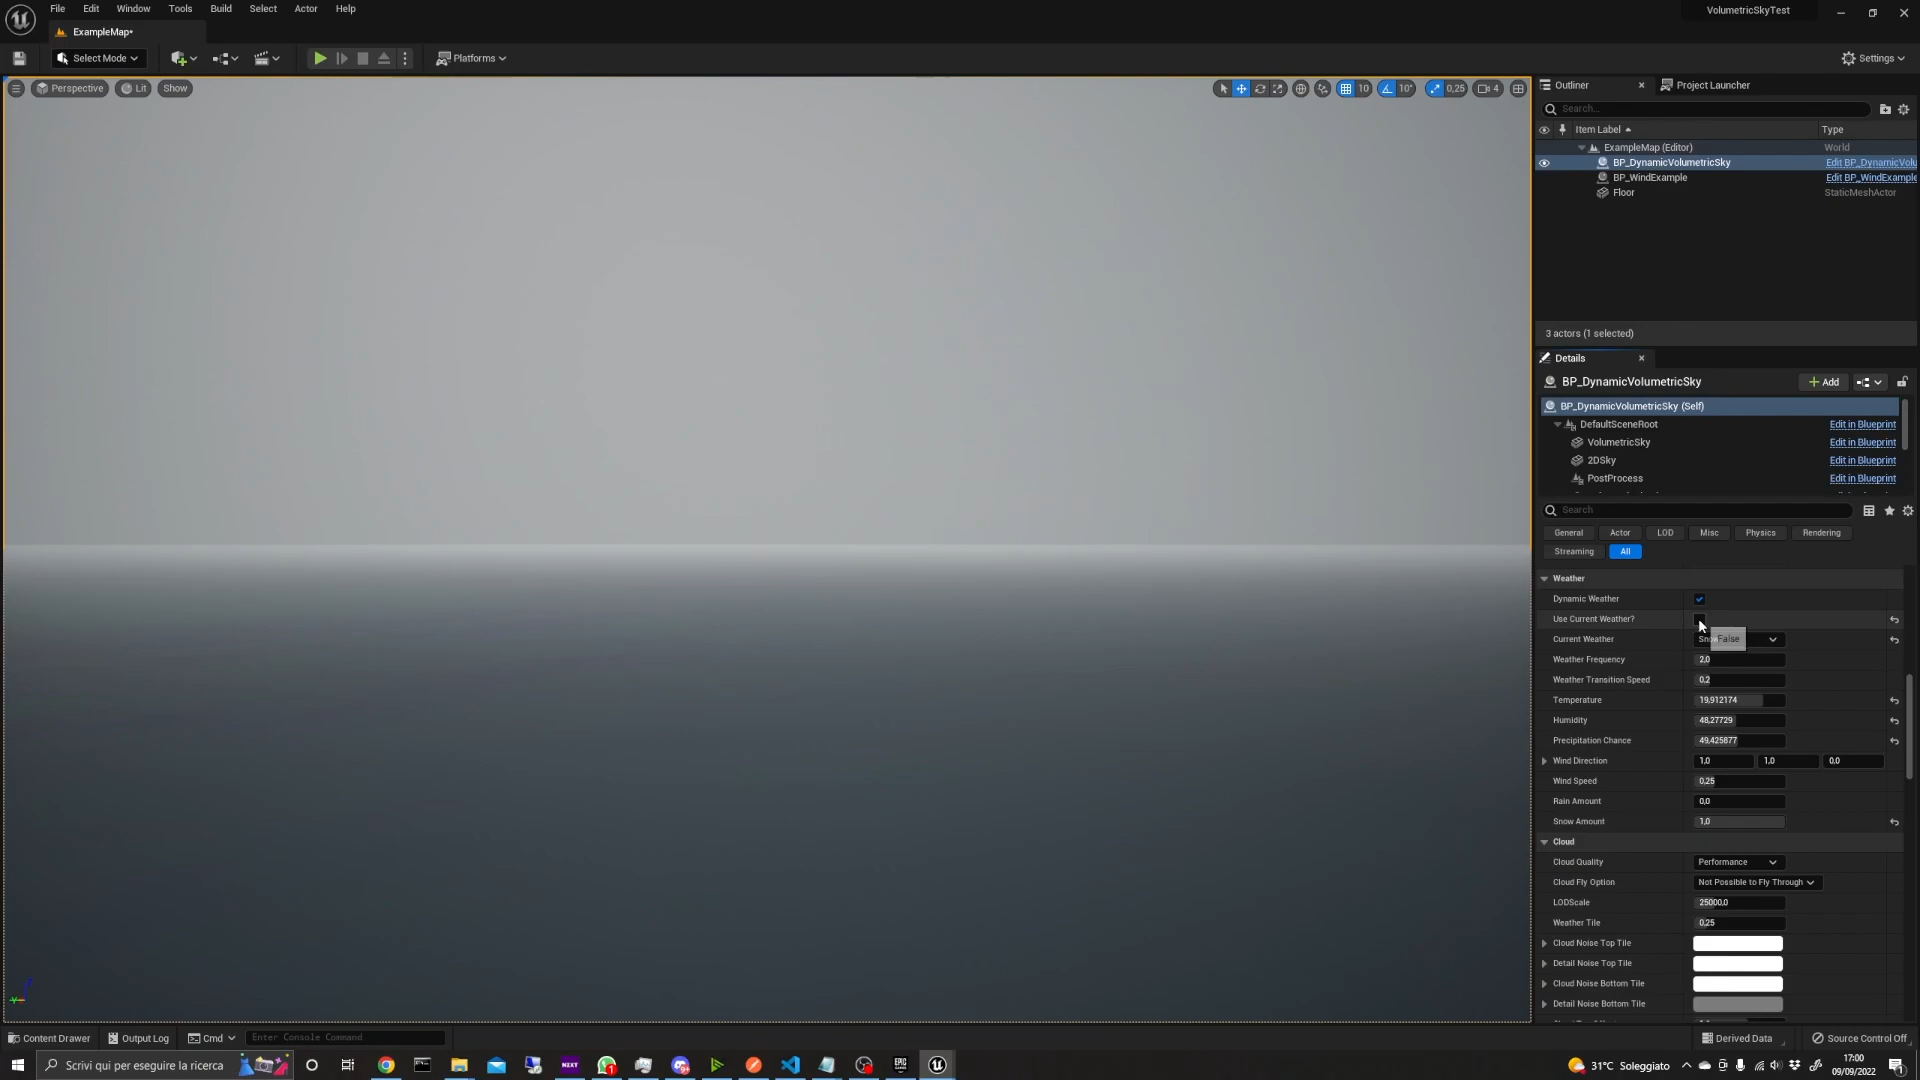 File Edit Window Tools Build Select Actor Help
VolumetricSkyTest
ExampleMap*
Select Mode
Platforms
Settings
Perspective Lit Show
10 10° 0,25 4
Outliner
Project Launcher
Search...
Item Label
Type
ExampleMap (Editor)
World
BP_DynamicVolumetricSky
Edit BP_DynamicVolu
BP_WindExample
Edit BP_WindExample
Floor
StaticMeshActor
3 actors (1 selected)
Details
BP_DynamicVolumetricSky
Add
BP_DynamicVolumetricSky (Self)
DefaultSceneRoot
Edit in Blueprint
VolumetricSky
Edit in Blueprint
2DSky
Edit in Blueprint
PostProcess
Edit in Blueprint
Search
General Actor LOD Misc Physics Rendering
Streaming All
Weather
Dynamic Weather
Use Current Weather?
Current Weather
False
Weather Frequency
2,0
Weather Transition Speed
0,2
Temperature
19,912174
Humidity
48,27729
Precipitation Chance
49,425877
Wind Direction
1,0 1,0 0,0
Wind Speed
0,25
Rain Amount
0,0
Snow Amount
1,0
Cloud
Cloud Quality
Performance
Cloud Fly Option
Not Possible to Fly Through
LODScale
25000,0
Weather Tile
0,25
Cloud Noise Top Tile
Detail Noise Top Tile
Cloud Noise Bottom Tile
Detail Noise Bottom Tile
Content Drawer
Output Log
Cmd
Enter Console Command
Derived Data
Source Control Off
Scrivi qui per eseguire la ricerca
31°C Soleggiato
17:00
09/09/2022